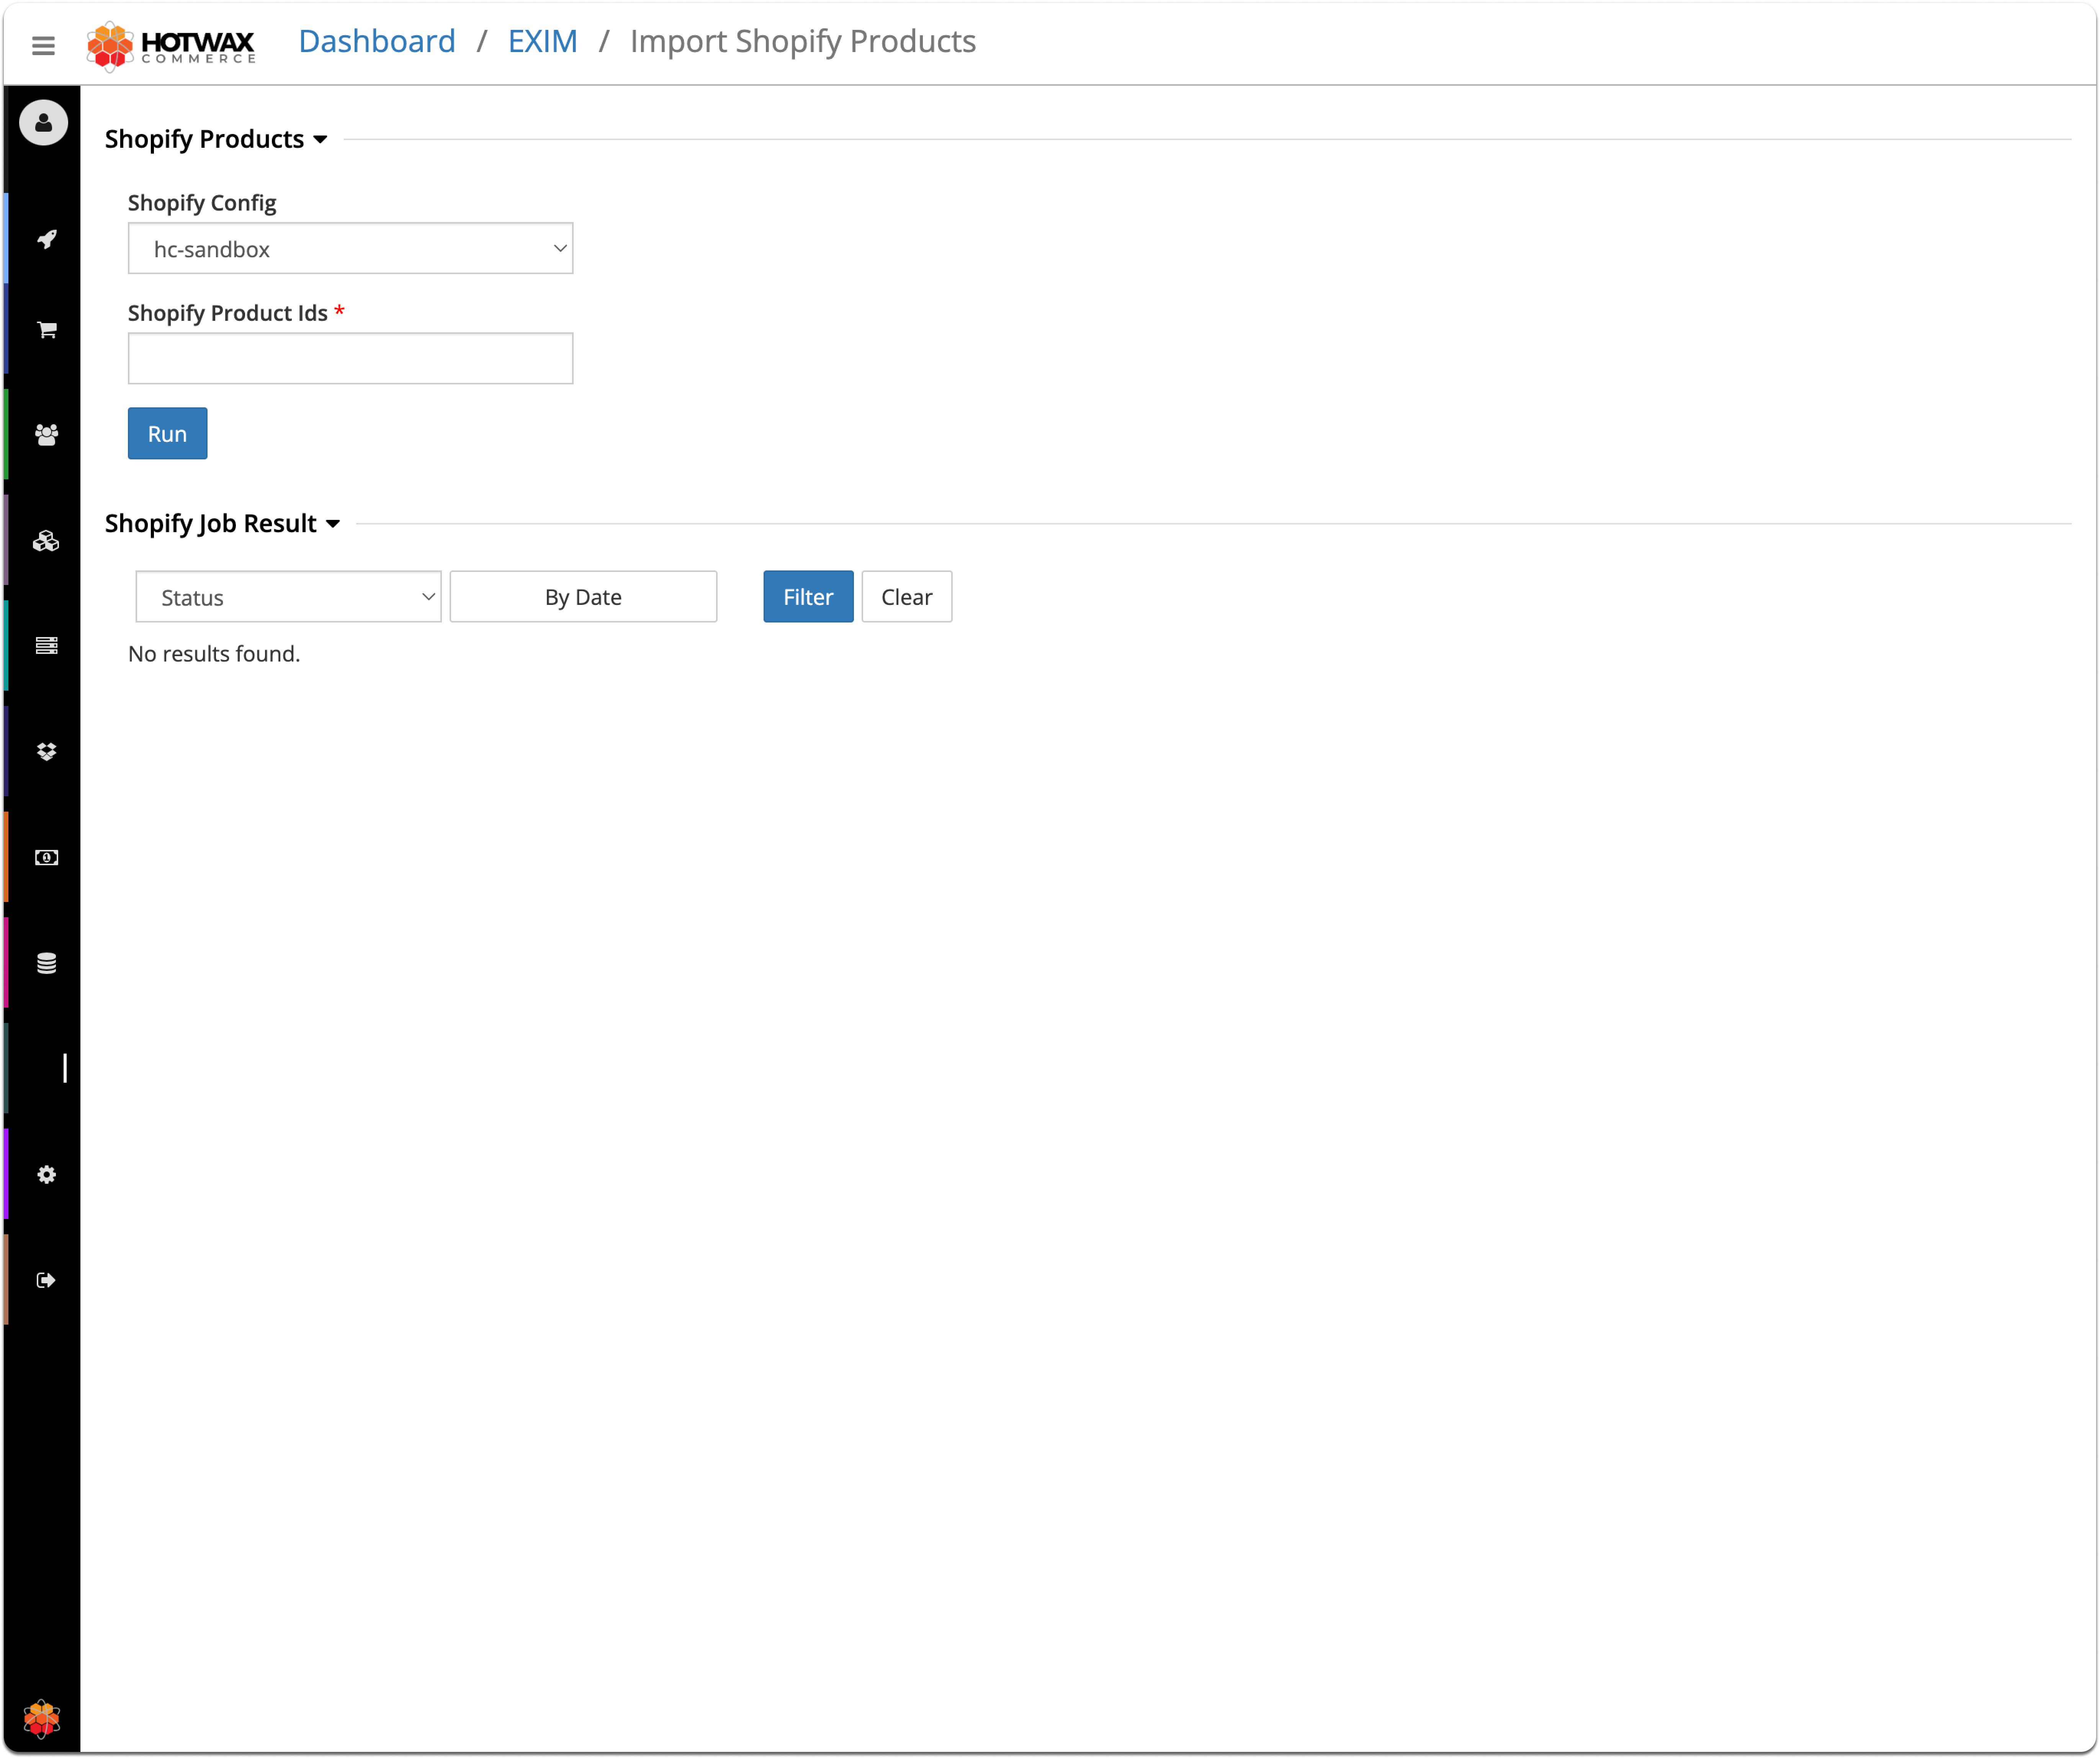 HOTWAX
COMMERCE
Dashboard / EXIM / Import Shopify Products
Shopify Products
Shopify Config
hc-sandbox
Shopify Product Ids *
Run
Shopify Job Result
Status
By Date
Filter
Clear
No results found.